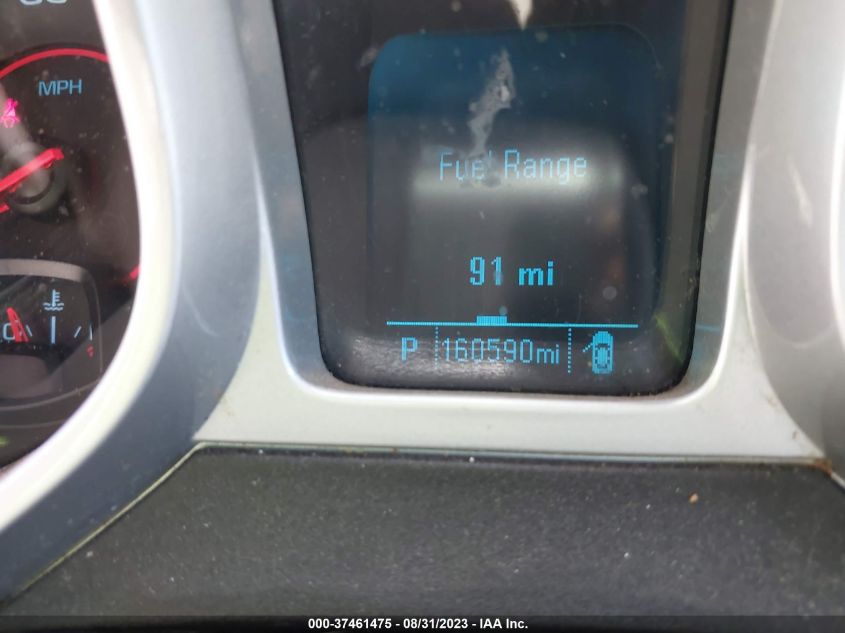 MPH
Fuel Range
91 mi
P 160590mi
000-37461475 - 08/31/2023 - IAA Inc.